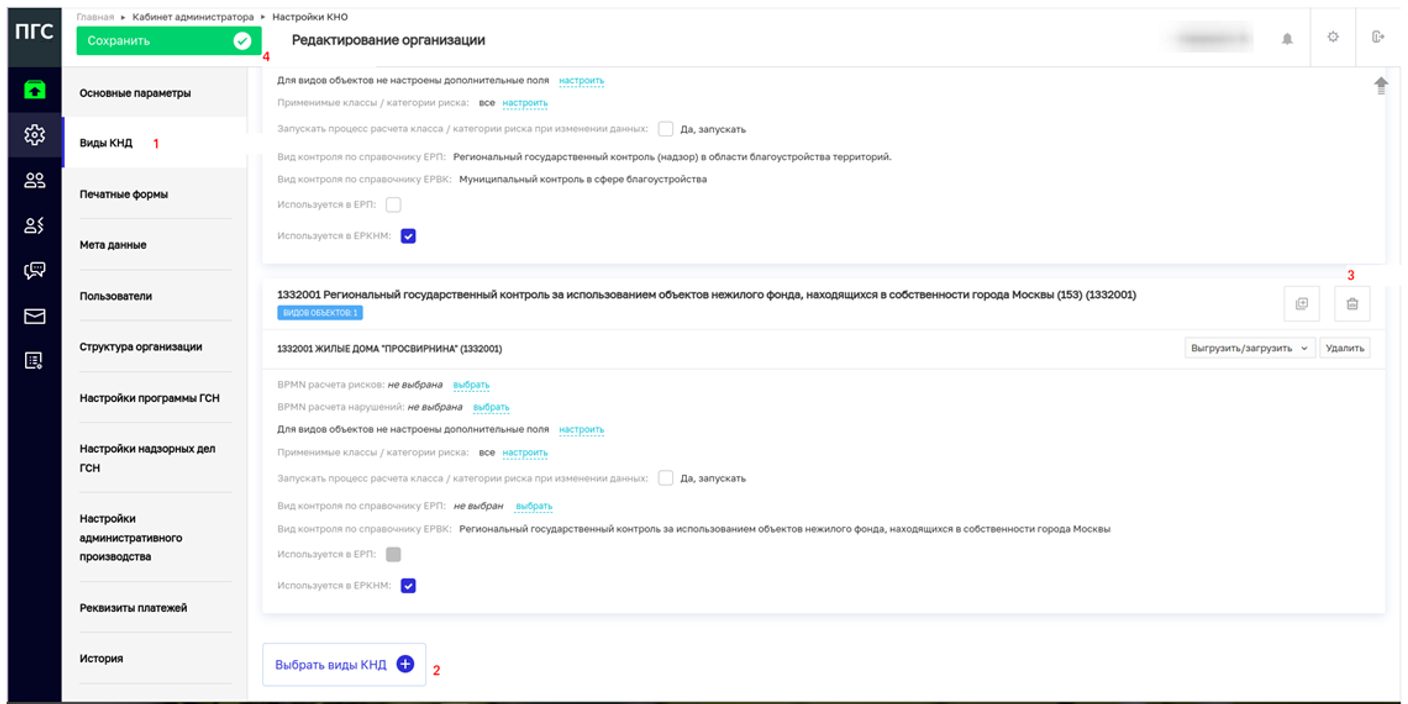 ПГС
Главная ▸ Кабинет администратора ▸ Настройки КНО
Сохранить
4
Редактирование организации
Основные параметры
Виды КНД 1
Печатные формы
Мета данные
Пользователи
Структура организации
Настройки программы ГСН
Настройки надзорных дел
ГСН
Настройки
административного
производства
Реквизиты платежей
История
Для видов объектов не настроены дополнительные поля настроить
Применимые классы / категории риска: все настроить
Запускать процесс расчета класса / категории риска при изменении данных: Да, запускать
Вид контроля по справочнику ЕРП: Региональный государственный контроль (надзор) в области благоустройства территорий.
Вид контроля по справочнику ЕРВК: Муниципальный контроль в сфере благоустройства
Используется в ЕРП:
Используется в ЕРКНМ:
3
1332001 Региональный государственный контроль за использованием объектов нежилого фонда, находящихся в собственности города Москвы (153) (1332001)
ВИДОВ ОБЪЕКТОВ: 1
1332001 ЖИЛЫЕ ДОМА "ПРОСВИРНИНА" (1332001) Выгрузить/загрузить Удалить
BPMN расчета рисков: не выбрана выбрать
BPMN расчета нарушений: не выбрана выбрать
Для видов объектов не настроены дополнительные поля настроить
Применимые классы / категории риска: все настроить
Запускать процесс расчета класса / категории риска при изменении данных: Да, запускать
Вид контроля по справочнику ЕРП: не выбран выбрать
Вид контроля по справочнику ЕРВК: Региональный государственный контроль за использованием объектов нежилого фонда, находящихся в собственности города Москвы
Используется в ЕРП:
Используется в ЕРКНМ:
Выбрать виды КНД 2